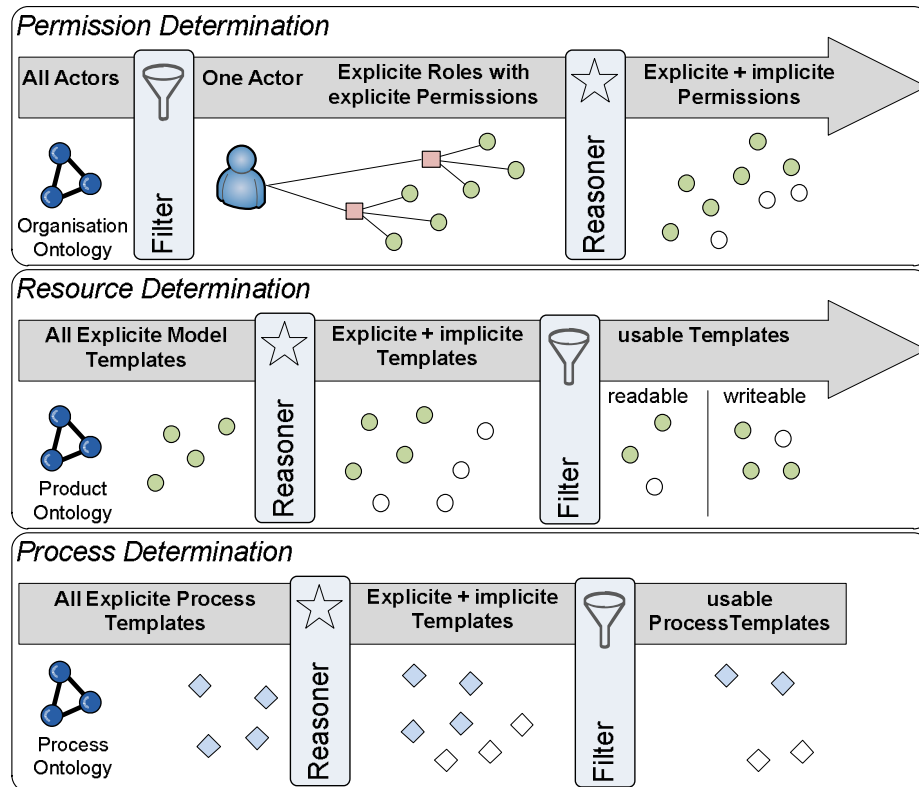 Permission Determination
All Actors
One Actor
Explicite Roles with
explicite Permissions
Explicite + implicite
Permissions
Organisation
Ontology
Filter
Reasoner
Resource Determination
All Explicite Model
Templates
Explicite + implicite
Templates
usable Templates
readable
writeable
Product
Ontology
Reasoner
Filter
Process Determination
All Explicite Process
Templates
Explicite + implicite
Templates
usable
ProcessTemplates
Process
Ontology
Reasoner
Filter